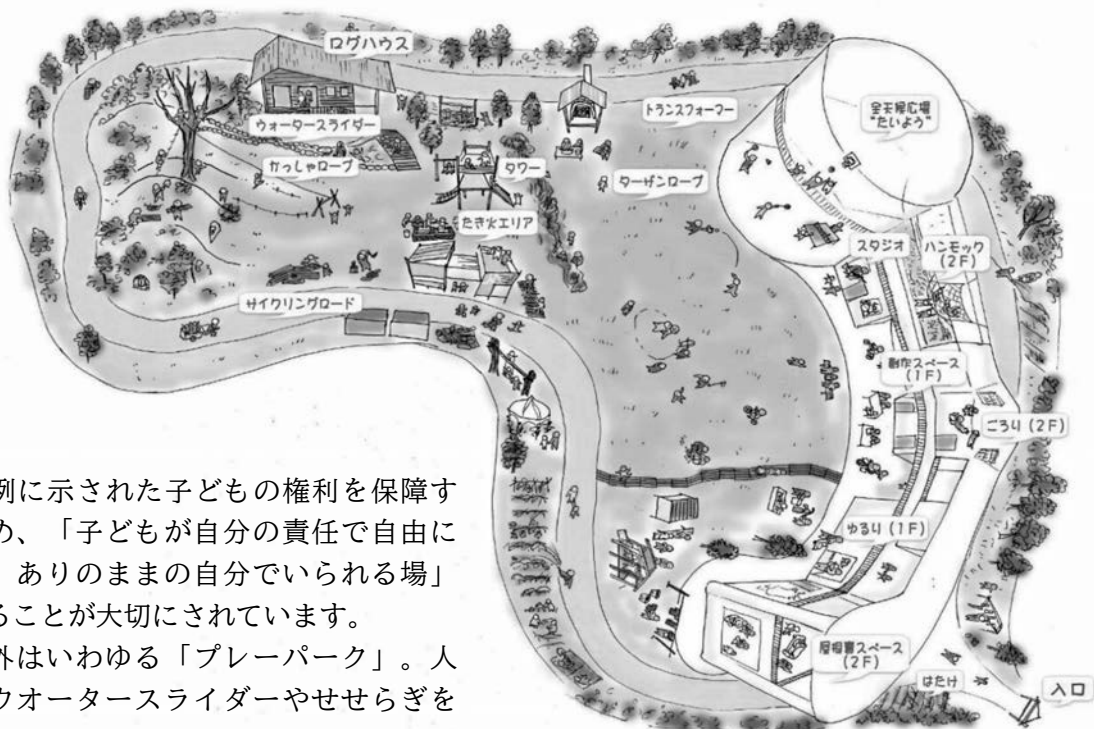 ログハウス
ウォータースライダー
かっしゃロープ
タワー
たき火エリア
トランスフォーマー
ターザンロープ
サイクリングロード
全天候広場
"たいよう"
スタジオ
ハンモック
(2F)
創作スペース
(1F)
ごろり(2F)
ゆるり(1F)
屋根裏スペース
(2F)
はたけ
入口
例に示された子どもの権利を保障す
め、「子どもが自分の責任で自由に
、ありのままの自分でいられる場」
ることが大切にされています。
外はいわゆる「プレーパーク」。人
ウオータースライダーやせせらぎを